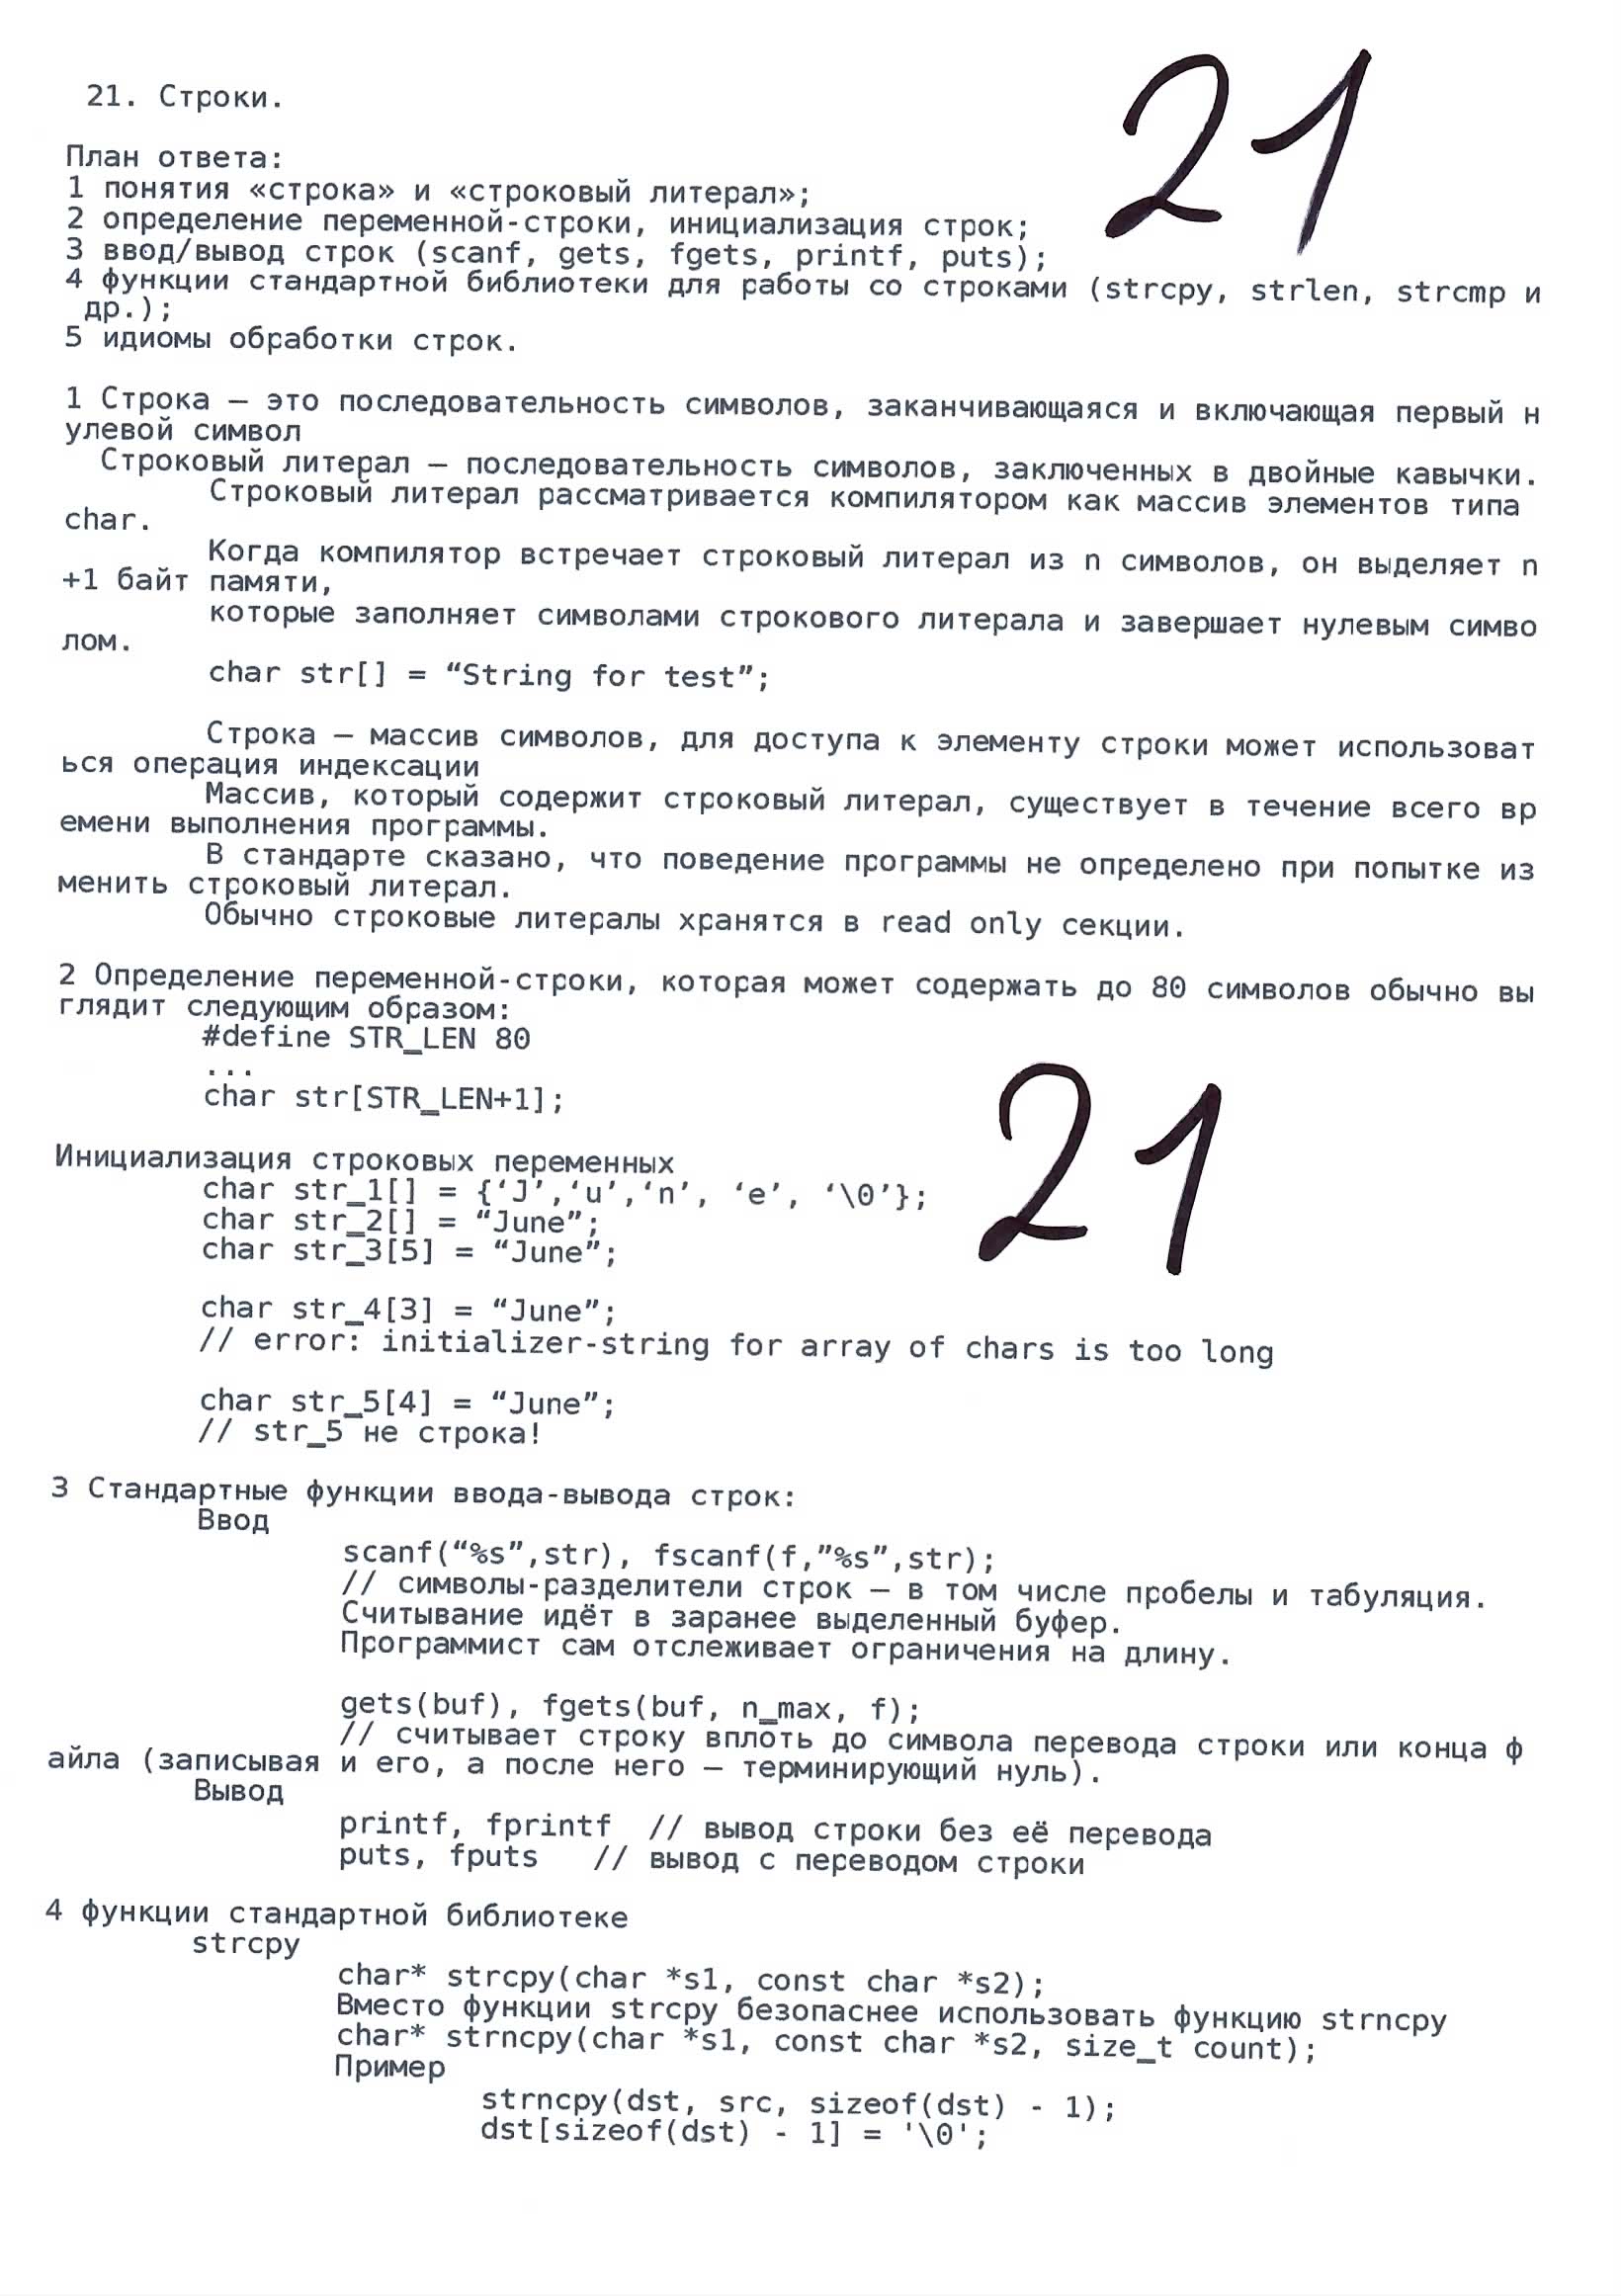 21. Строки.
21
План ответа:
1 понятия «строка» и «строковый литерал»;
2 определение переменной-строки, инициализация строк;
3 ввод/вывод строк (scanf, gets, fgets, printf, puts);
4 функции стандартной библиотеки для работы со строками (strcpy, strlen, strcmp и
др.);
5 идиомы обработки строк.
1 Строка – это последовательность символов, заканчивающаяся и включающая первый н
улевой символ
Строковый литерал – последовательность символов, заключенных в двойные кавычки.
Строковый литерал рассматривается компилятором как массив элементов типа
char.
Когда компилятор встречает строковый литерал из n символов, он выделяет n
+1 байт памяти,
которые заполняет символами строкового литерала и завершает нулевым симво
лом.
char str[] = “String for test”;
Строка – массив символов, для доступа к элементу строки может использоват
ься операция индексации
Массив, который содержит строковый литерал, существует в течение всего вр
емени выполнения программы.
В стандарте сказано, что поведение программы не определено при попытке из
менить строковый литерал.
Обычно строковые литералы хранятся в read only секции.
2 Определение переменной-строки, которая может содержать до 80 символов обычно вы
глядит следующим образом:
#define STR_LEN 80
...
char str[STR_LEN+1];
21
Инициализация строковых переменных
char str_1[] = {‘J’,‘u’,‘n’, ‘e’, ‘\0’};
char str_2[] = “June”;
char str_3[5] = “June”;
char str_4[3] = “June”;
// error: initializer-string for array of chars is too long
char str_5[4] = “June”;
// str_5 не строка!
3 Стандартные функции ввода-вывода строк:
Ввод
scanf(“%s”,str), fscanf(f,”%s”,str);
// символы-разделители строк – в том числе пробелы и табуляция.
Считывание идёт в заранее выделенный буфер.
Программист сам отслеживает ограничения на длину.
gets(buf), fgets(buf, n_max, f);
// считывает строку вплоть до символа перевода строки или конца ф
айла (записывая и его, а после него – терминирующий нуль).
Вывод
printf, fprintf  // вывод строки без её перевода
puts, fputs   // вывод с переводом строки
4 функции стандартной библиотеке
strcpy
char* strcpy(char *s1, const char *s2);
Вместо функции strcpy безопаснее использовать функцию strncpy
char* strncpy(char *s1, const char *s2, size_t count);
Пример
strncpy(dst, src, sizeof(dst) - 1);
dst[sizeof(dst) - 1] = '\0';